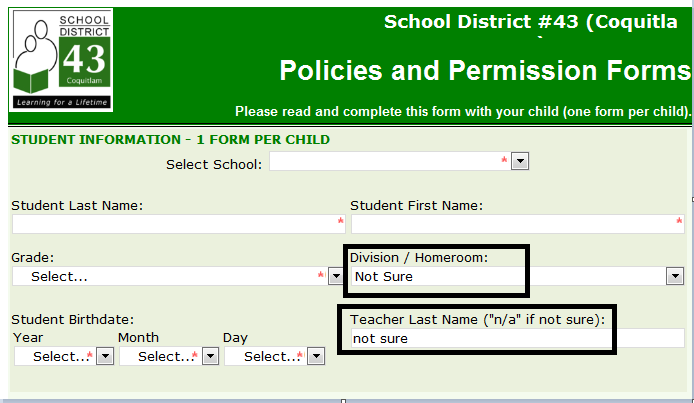 SCHOOL
DISTRICT
43
Coquitlam
Learning for a Lifetime
School District #43 (Coquitla
Policies and Permission Forms
Please read and complete this form with your child (one form per child).
STUDENT INFORMATION - 1 FORM PER CHILD
Select School: *
Student Last Name: Student First Name:
* *
Grade: Division / Homeroom:
Select... * Not Sure
Student Birthdate: Teacher Last Name ("n/a" if not sure):
Year Month Day not sure
Select...* Select...* Select...*